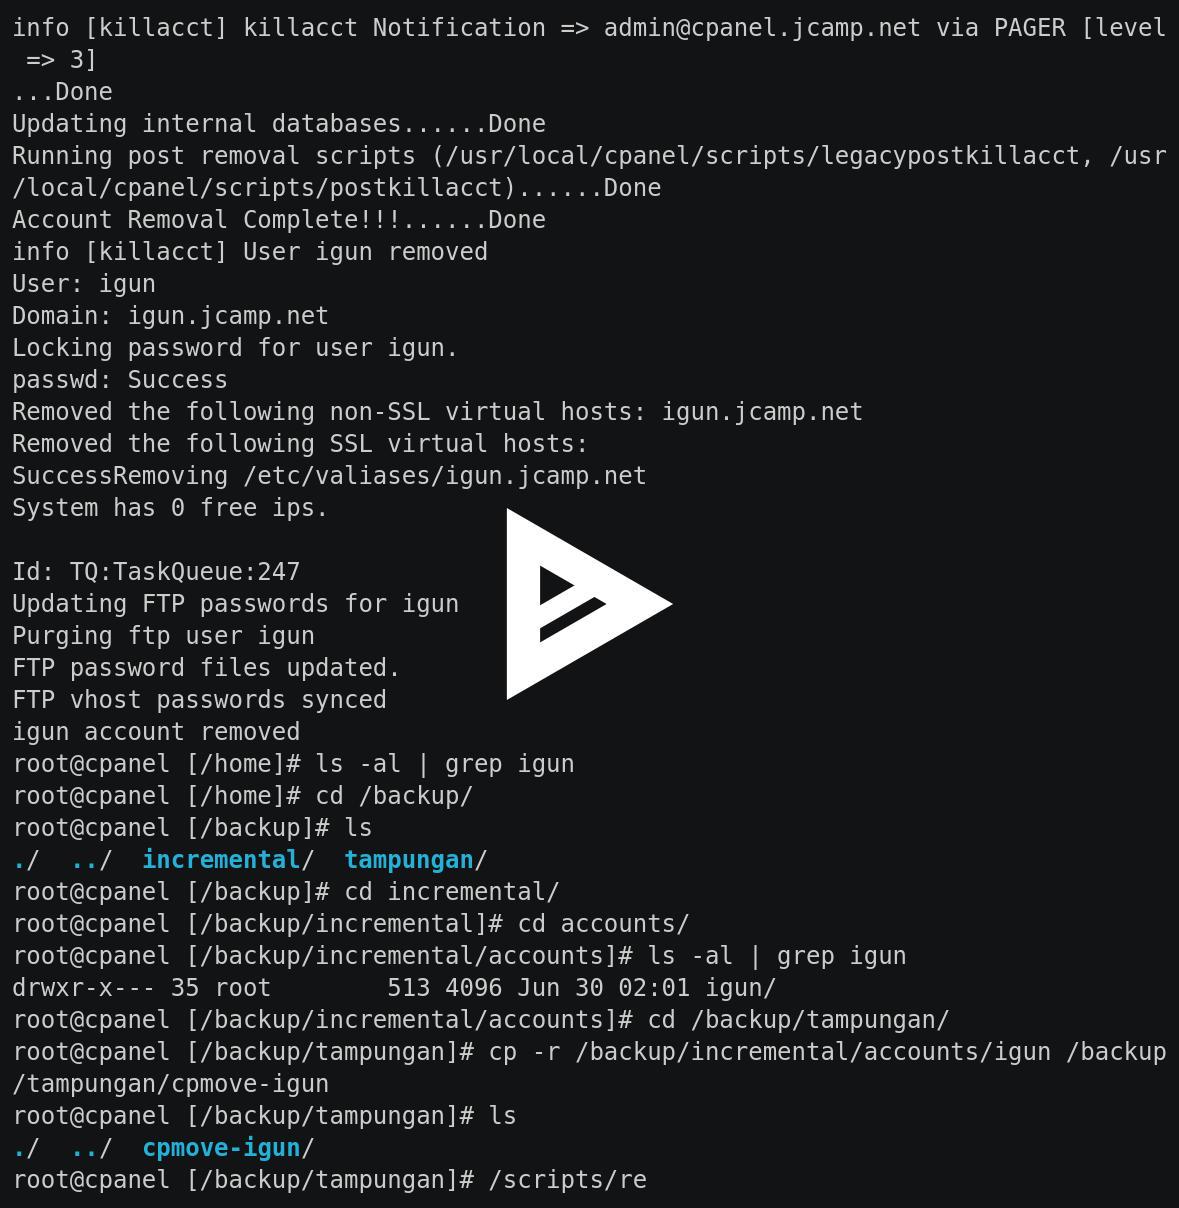 info [killacct] killacct Notification => admin@cpanel.jcamp.net via PAGER [level
 => 3]
...Done
Updating internal databases......Done
Running post removal scripts (/usr/local/cpanel/scripts/legacypostkillacct, /usr
/local/cpanel/scripts/postkillacct)......Done
Account Removal Complete!!!......Done
info [killacct] User igun removed
User: igun
Domain: igun.jcamp.net
Locking password for user igun.
passwd: Success
Removed the following non-SSL virtual hosts: igun.jcamp.net
Removed the following SSL virtual hosts:
SuccessRemoving /etc/valiases/igun.jcamp.net
System has 0 free ips.

Id: TQ:TaskQueue:247
Updating FTP passwords for igun
Purging ftp user igun
FTP password files updated.
FTP vhost passwords synced
igun account removed
root@cpanel [/home]# ls -al | grep igun
root@cpanel [/home]# cd /backup/
root@cpanel [/backup]# ls
./  ../  incremental/  tampungan/
root@cpanel [/backup]# cd incremental/
root@cpanel [/backup/incremental]# cd accounts/
root@cpanel [/backup/incremental/accounts]# ls -al | grep igun
drwxr-x--- 35 root        513 4096 Jun 30 02:01 igun/
root@cpanel [/backup/incremental/accounts]# cd /backup/tampungan/
root@cpanel [/backup/tampungan]# cp -r /backup/incremental/accounts/igun /backup
/tampungan/cpmove-igun
root@cpanel [/backup/tampungan]# ls
./  ../  cpmove-igun/
root@cpanel [/backup/tampungan]# /scripts/re